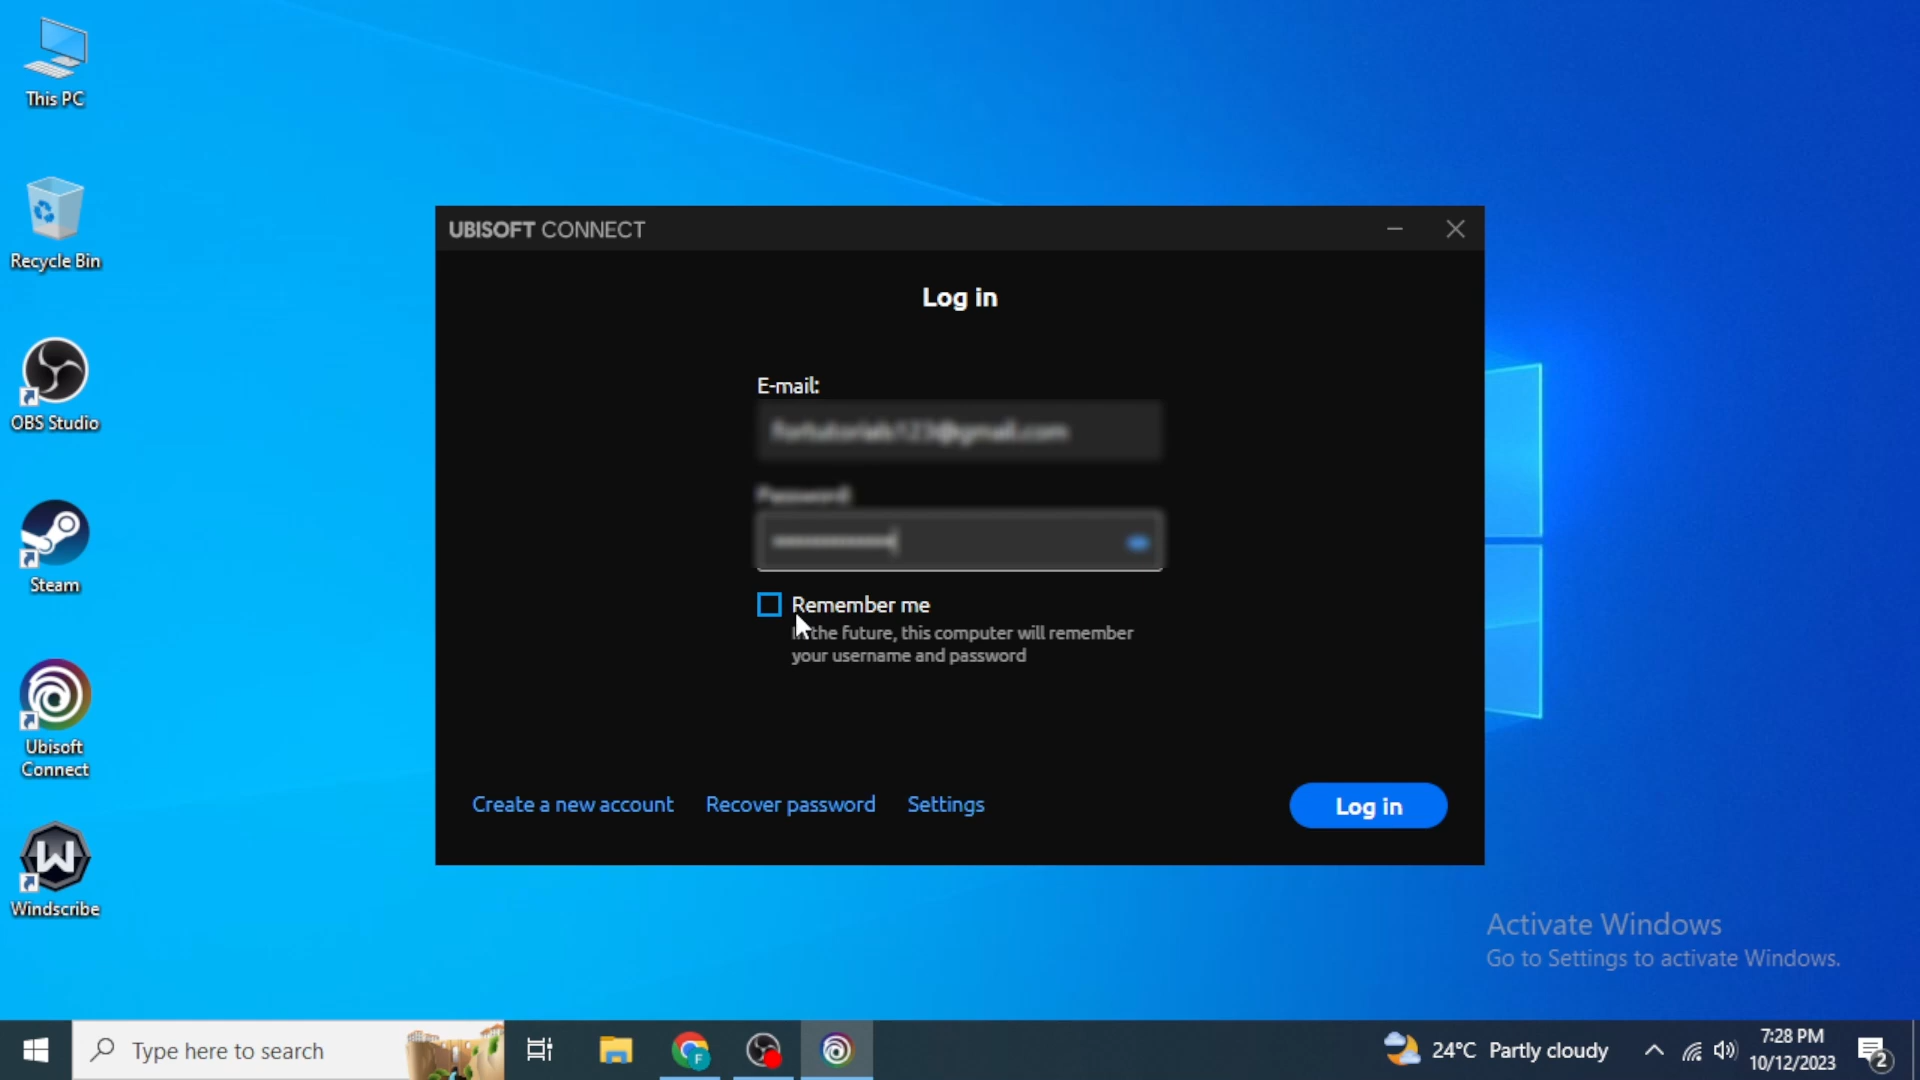 This PC
Recycle Bin
OBS Studio
Steam
Ubisoft
Connect
Windscribe
UBISOFT CONNECT
Log in
E-mail:
Password:
Remember me
the future, this computer will remember
your username and password
Create a new account
Recover password
Settings
Log in
Activate Windows
Go to Settings to activate Windows.
Type here to search
F
24°C Partly cloudy
7:28 PM
10/12/2023
2